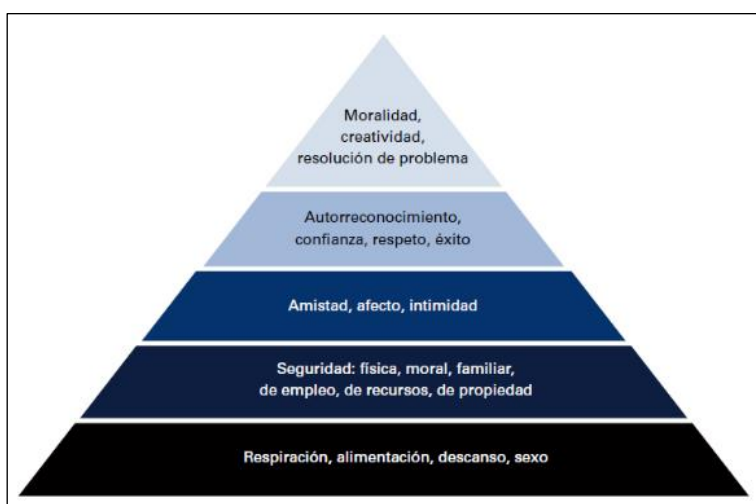 Moralidad,
creatividad,
resolución de problema
Autorreconocimiento,
confianza, respeto, éxito
Amistad, afecto, intimidad
Seguridad: física, moral, familiar,
de empleo, de recursos, de propiedad
Respiración, alimentación, descanso, sexo